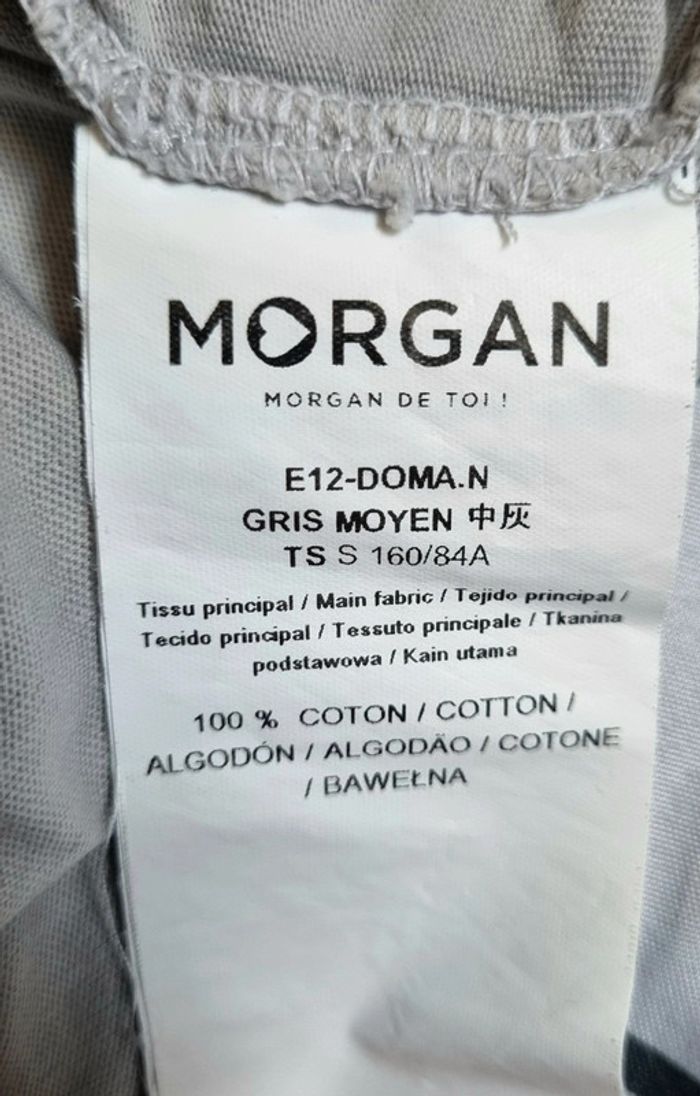 MORGAN
MORGAN DE TOI !
E12-DOMA.N
GRIS MOYEN 中灰
TS S 160/84A
Tissu principal / Main fabric / Tejido principal /
Tecido principal / Tessuto principale / Tkanina
podstawowa / Kain utama
100 % COTON / COTTON /
ALGODÓN / ALGODÃO / COTONE
/ BAWEŁNA